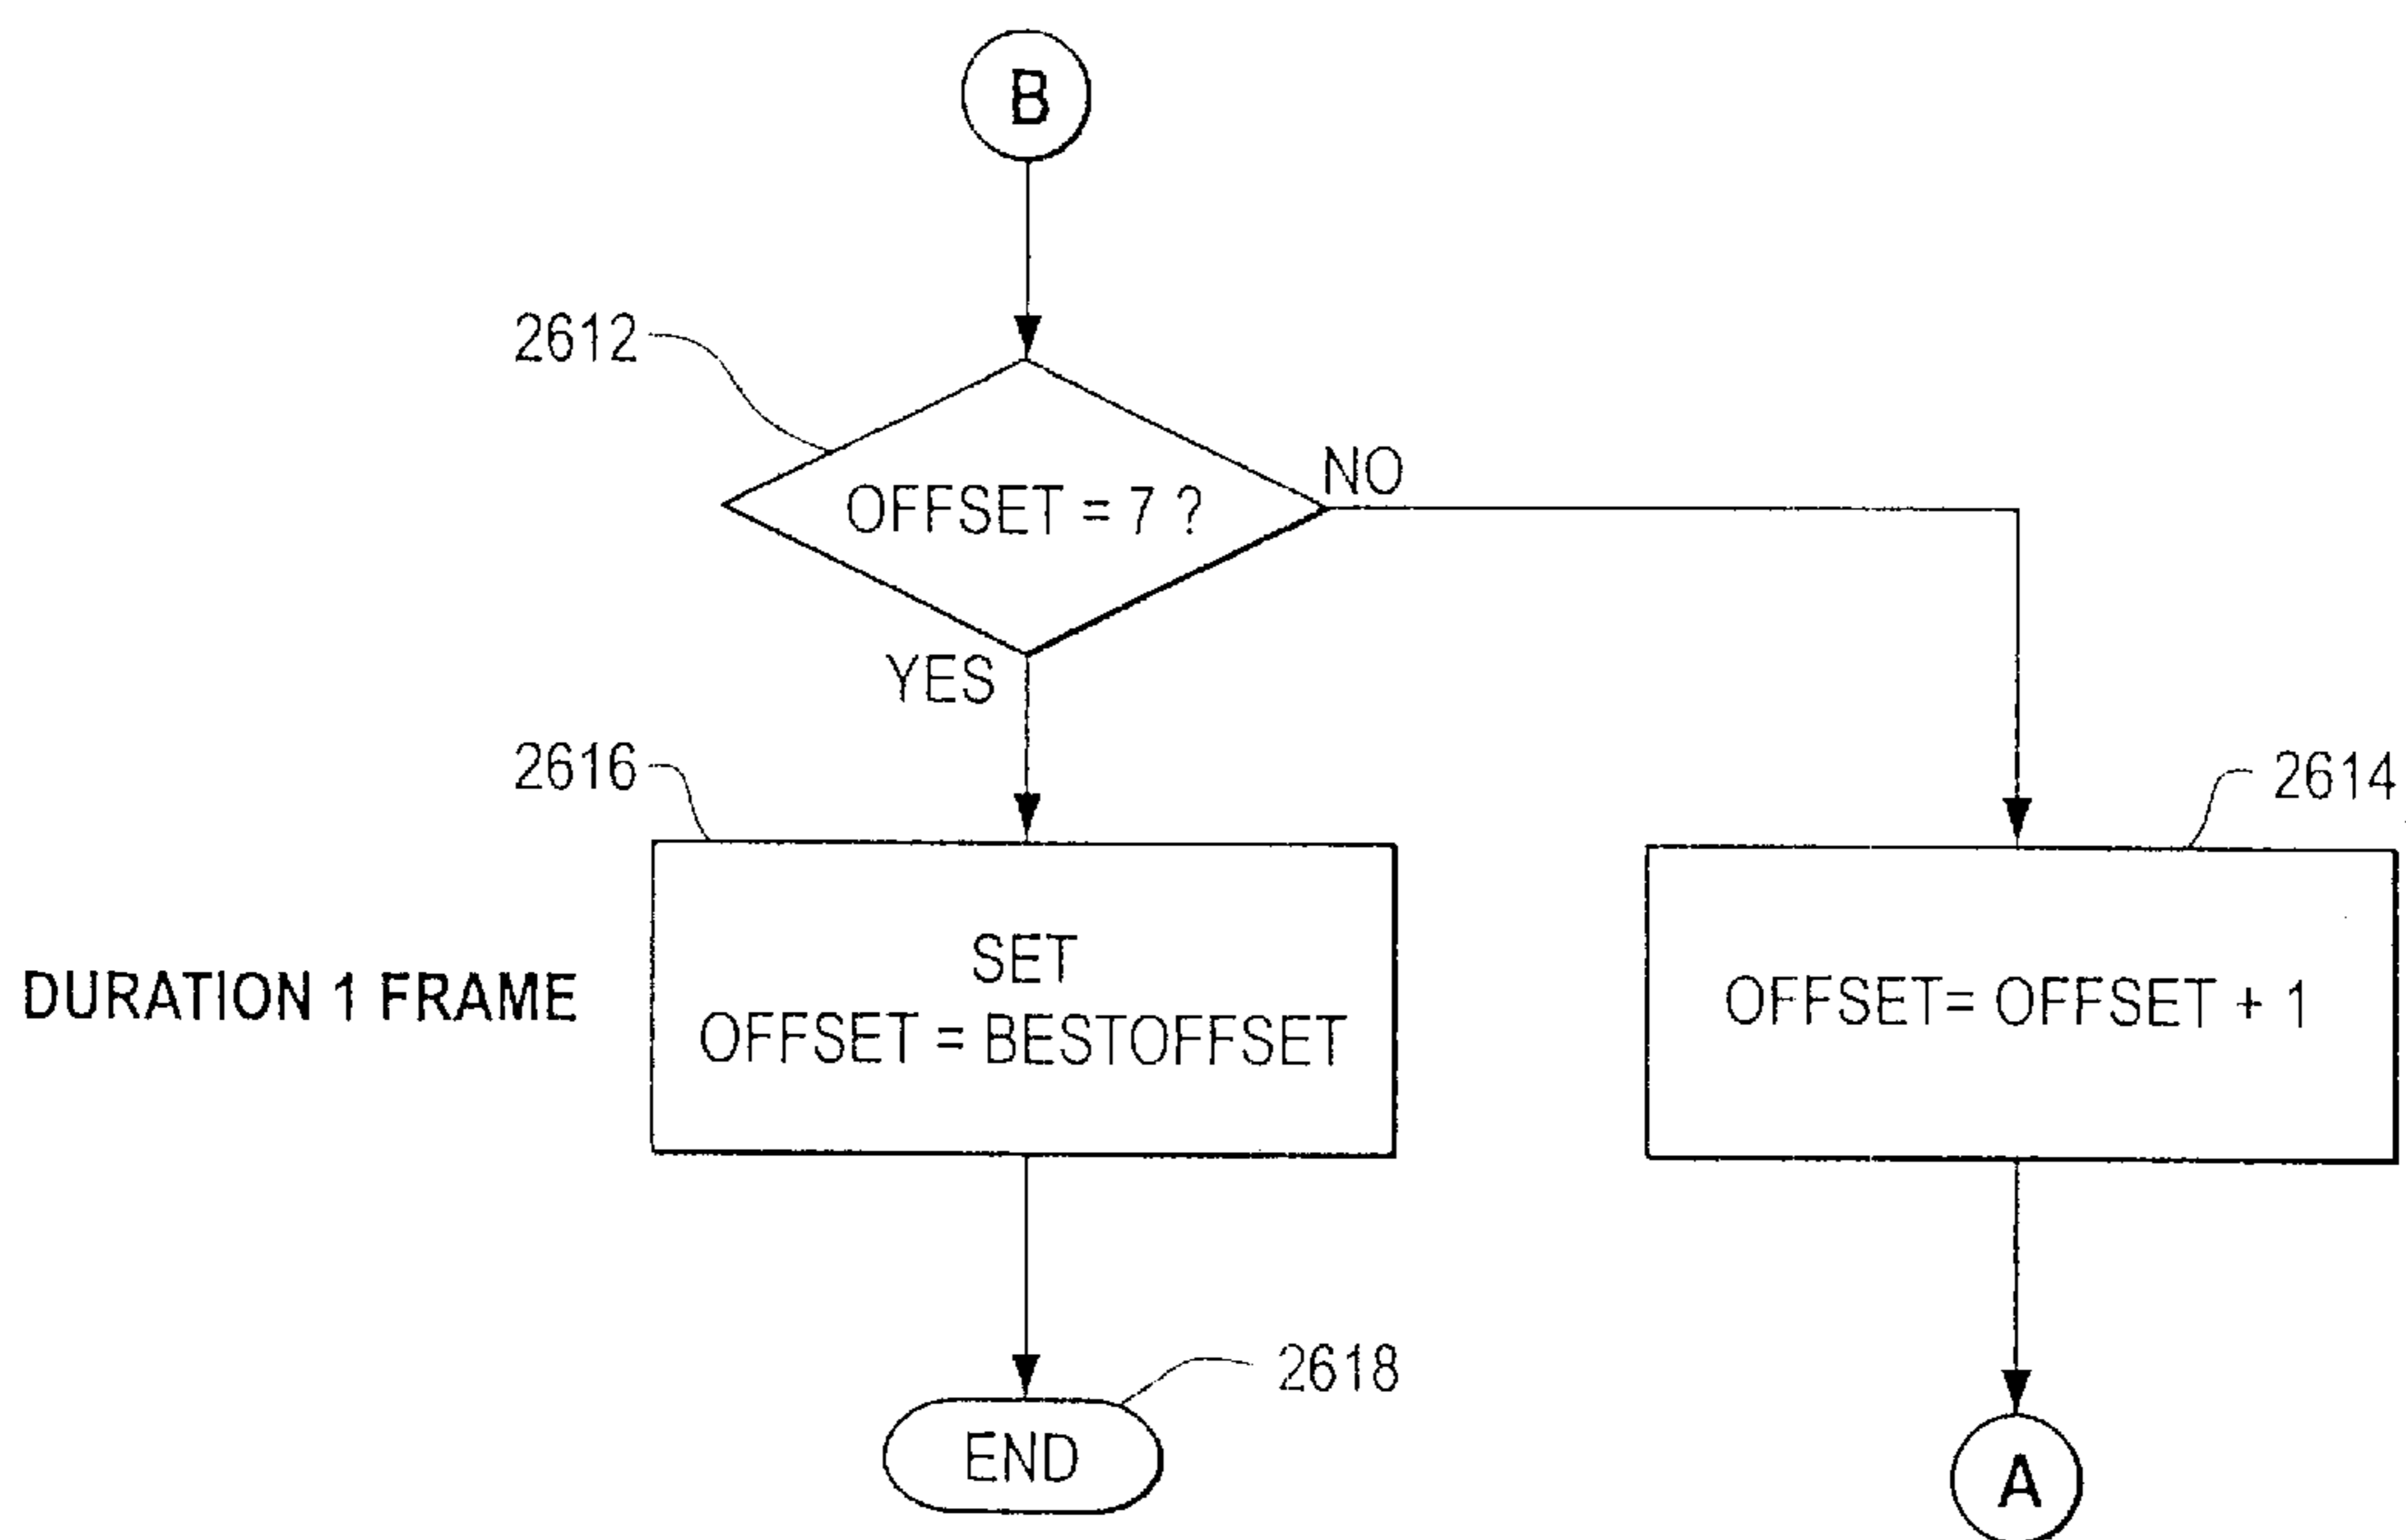 B
2612
OFFSET = 7 ?
NO
YES
2616
2614
SET
OFFSET = BESTOFFSET
OFFSET= OFFSET + 1
DURATION 1 FRAME
2618
END
A